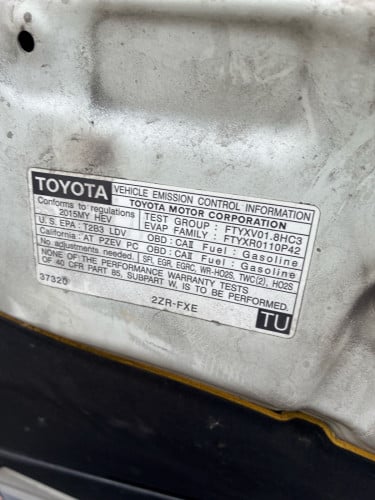 TOYOTA VEHICLE EMISSION CONTROL INFORMATION
Conforms to regulations TOYOTA MOTOR CORPORATION
: 2015MY HEV TEST GROUP : FTYXV01.8HC3
EVAP FAMILY : FTYXR0110P42
U.S. EPA : T2B3 LDV OBD : CAⅡ Fuel : Gasoline
California : AT PZEV PC OBD : CAⅡ Fuel : Gasoline
No adjustments needed. SFI, EGR, EGRC, WR-HO2S, TWC(2), HO2S
NONE OF THE PERFORMANCE WARRANTY TESTS
OF 40 CFR PART 85, SUBPART W, IS TO BE PERFORMED.
37320
2ZR-FXE
TU